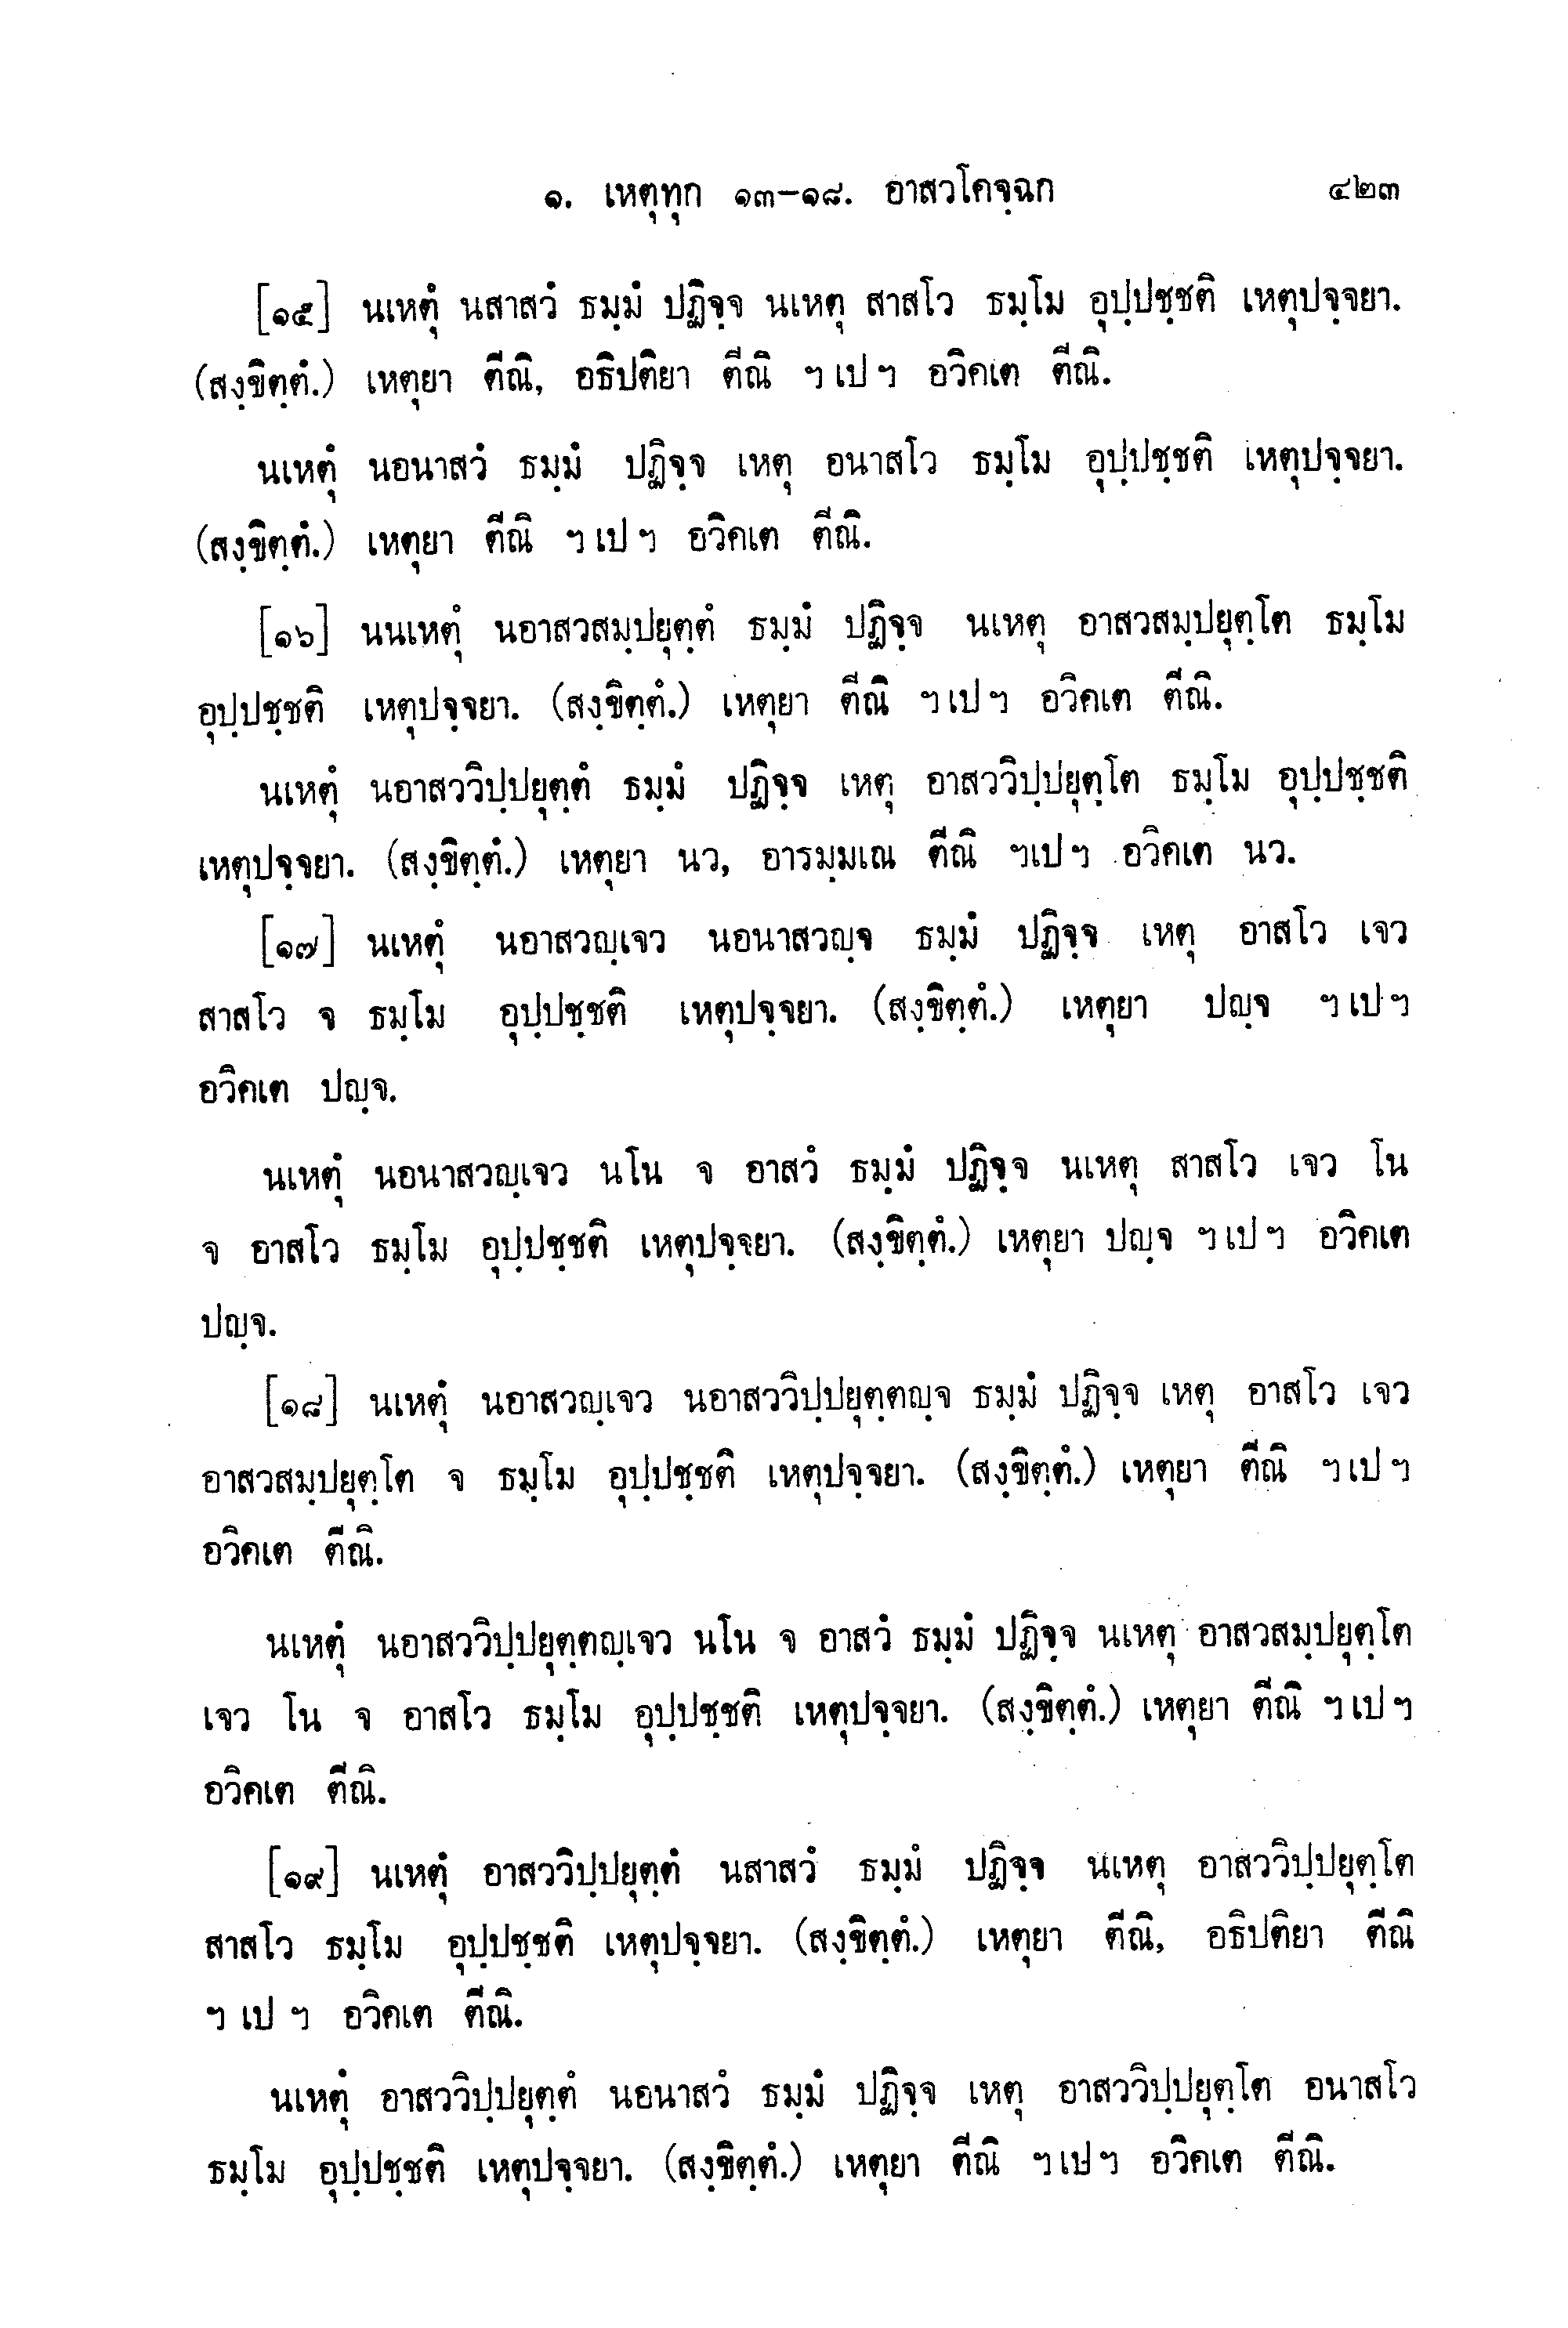 ๑. เหตุทุก ๑๓-๑๘. อาสวโคจฺฉก ๔๒๓
[๑๕] นเหตุํ นสาสวํ ธมฺมํ ปฏิจฺจ นเหตุ สาสโว ธมฺโม อุปฺปชฺชติ เหตุปจฺจยา.
(สงฺขิตฺตํ.) เหตุยา ตีณิ, อธิปติยา ตีณิ ฯ เป ฯ อวิคเต ตีณิ.
นเหตุํ นอนาสวํ ธมฺมํ ปฏิจฺจ เหตุ อนาสโว ธมฺโม อุปฺปชฺชติ เหตุปจฺจยา.
(สงฺขิตฺตํ.) เหตุยา ตีณิ ฯ เป ฯ อวิคเต ตีณิ.
[๑๖] นนเหตุํ นอาสวสมฺปยุตฺตํ ธมฺมํ ปฏิจฺจ นเหตุ อาสวสมฺปยุตฺโต ธมฺโม
อุปฺปชฺชติ เหตุปจฺจยา. (สงฺขิตฺตํ.) เหตุยา ตีณิ ฯ เป ฯ อวิคเต ตีณิ.
นเหตุํ นอาสววิปฺปยุตฺตํ ธมฺมํ ปฏิจฺจ เหตุ อาสววิปฺปยุตฺโต ธมฺโม อุปฺปชฺชติ
เหตุปจฺจยา. (สงฺขิตฺตํ.) เหตุยา นว, อารมฺมเณ ตีณิ ฯเป ฯ อวิคเต นว.
[๑๗] นเหตุํ นอาสวญฺเจว นอนาสวญฺจ ธมฺมํ ปฏิจฺจ เหตุ อาสโว เจว
สาสโว จ ธมฺโม อุปฺปชฺชติ เหตุปจฺจยา. (สงฺขิตฺตํ.) เหตุยา ปญฺจ ฯ เป ฯ
อวิคเต ปญฺจ.
นเหตุํ นอนาสวญฺเจว นโน จ อาสวํ ธมฺมํ ปฏิจฺจ นเหตุ สาสโว เจว โน
จ อาสโว ธมฺโม อุปฺปชฺชติ เหตุปจฺจยา. (สงฺขิตฺตํ.) เหตุยา ปญฺจ ฯ เป ฯ อวิคเต
ปญฺจ.
[๑๘] นเหตุํ นอาสวญฺเจว นอาสววิปฺปยุตฺตญฺจ ธมฺมํ ปฏิจฺจ เหตุ อาสโว เจว
อาสวสมฺปยุตฺโต จ ธมฺโม อุปฺปชฺชติ เหตุปจฺจยา. (สงฺขิตฺตํ.) เหตุยา ตีณิ ฯ เป ฯ
อวิคเต ตีณิ.
นเหตุํ นอาสววิปฺปยุตฺตญฺเจว นโน จ อาสวํ ธมฺมํ ปฏิจฺจ นเหตุ อาสวสมฺปยุตฺโต
เจว โน จ อาสโว ธมฺโม อุปฺปชฺชติ เหตุปจฺจยา. (สงฺขิตฺตํ.) เหตุยา ตีณิ ฯ เป ฯ
อวิคเต ตีณิ.
[๑๙] นเหตุํ อาสววิปฺปยุตฺตํ นสาสวํ ธมฺมํ ปฏิจฺจ นเหตุ อาสววิปฺปยุตฺโต
สาสโว ธมฺโม อุปฺปชฺชติ เหตุปจฺจยา. (สงฺขิตฺตํ.) เหตุยา ตีณิ, อธิปติยา ตีณิ
ฯ เป ฯ อวิคเต ตีณิ.
นเหตุํ อาสววิปฺปยุตฺตํ นอนาสวํ ธมฺมํ ปฏิจฺจ เหตุ อาสววิปฺปยุตฺโต อนาสโว
ธมฺโม อุปฺปชฺชติ เหตุปจฺจยา. (สงฺขิตฺตํ.) เหตุยา ตีณิ ฯ เป ฯ อวิคเต ตีณิ.